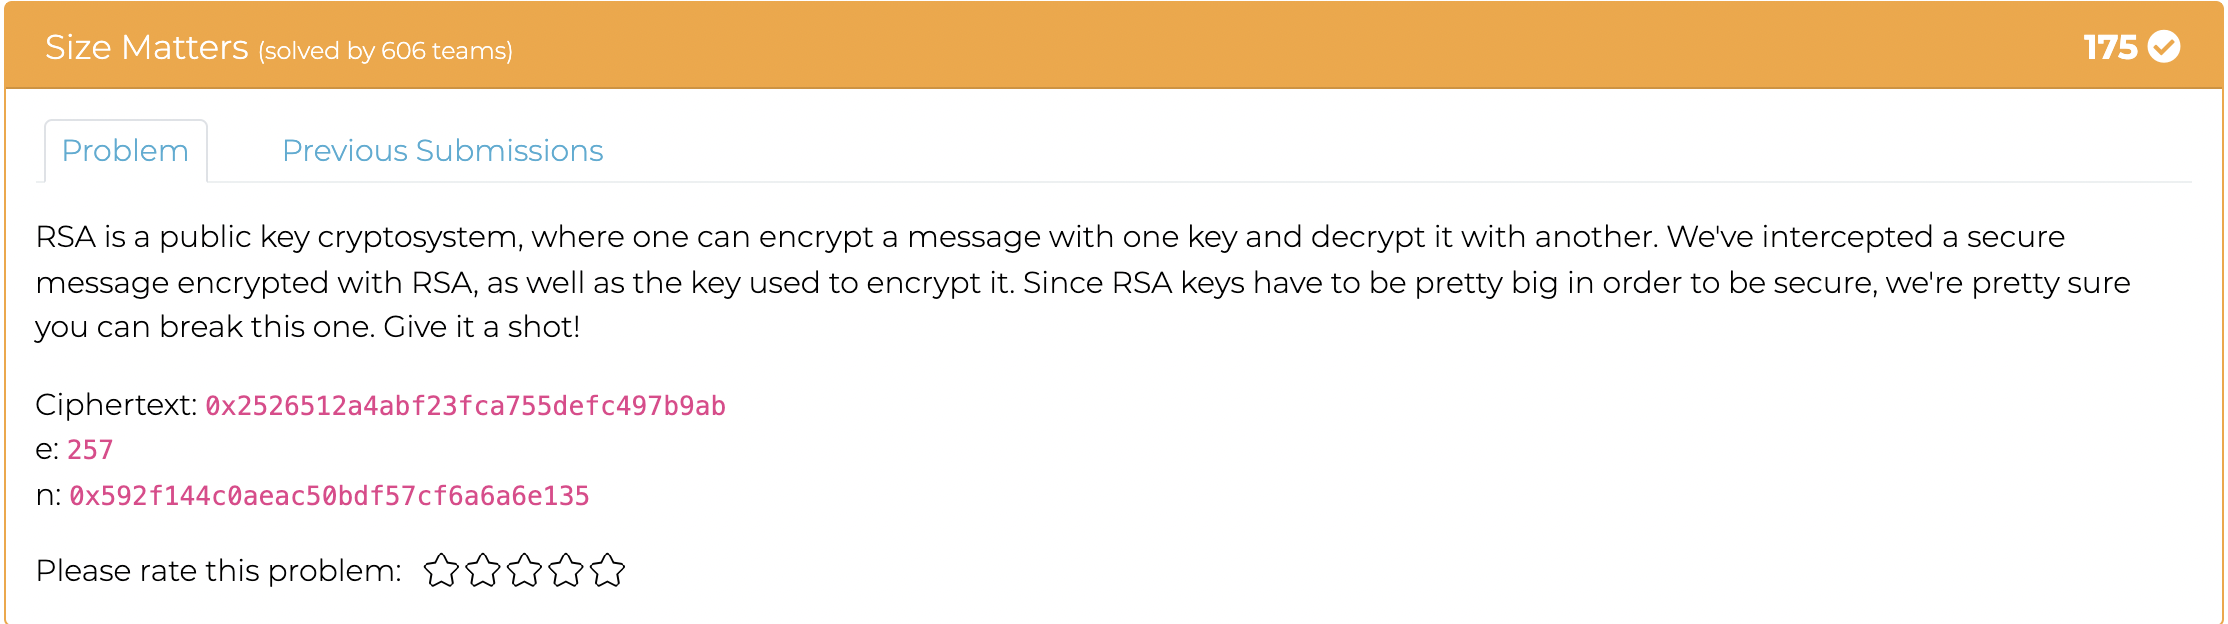 Size Matters (solved by 606 teams)
175
Problem
Previous Submissions
RSA is a public key cryptosystem, where one can encrypt a message with one key and decrypt it with another. We've intercepted a secure
message encrypted with RSA, as well as the key used to encrypt it. Since RSA keys have to be pretty big in order to be secure, we're pretty sure
you can break this one. Give it a shot!
Ciphertext: 0x2526512a4abf23fca755defc497b9ab
e: 257
n: 0x592f144c0aeac50bdf57cf6a6a6e135
Please rate this problem: